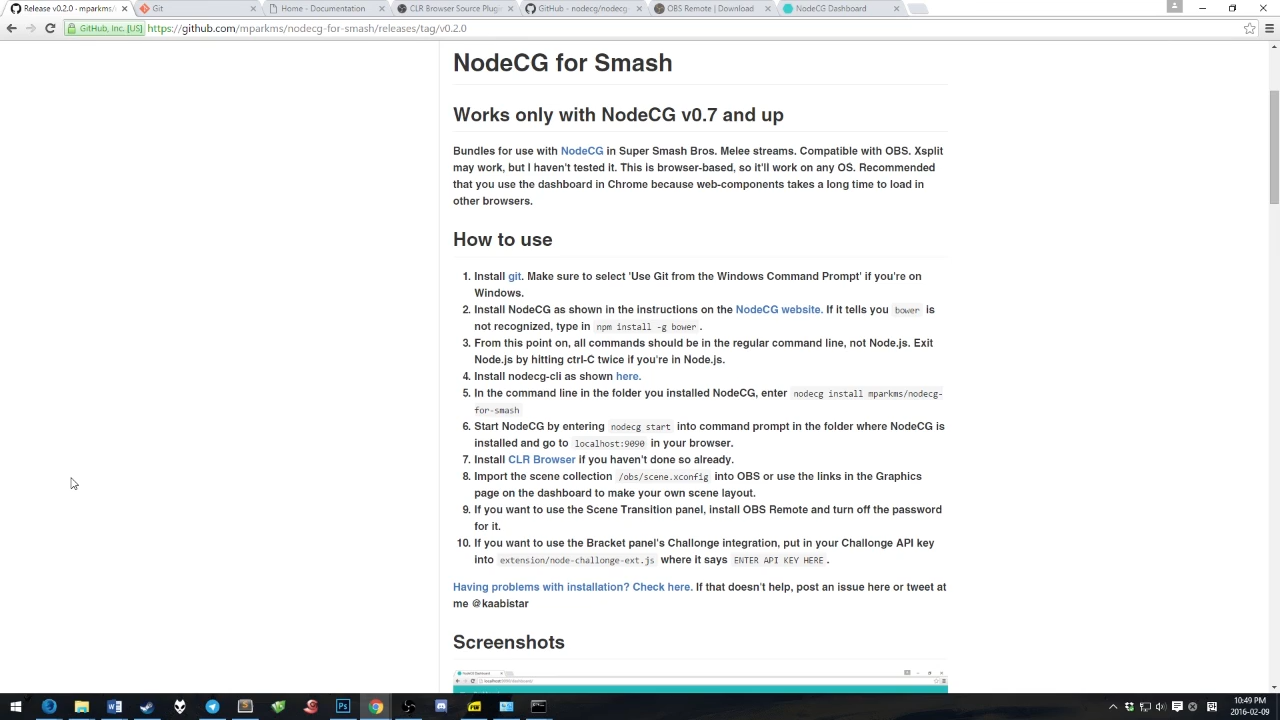 Release v0.2.0 · mparkms/
Git
Home - Documentation
CLR Browser Source Plugi
GitHub - nodecg/nodecg:
OBS Remote | Download
NodeCG Dashboard
GitHub, Inc. [US] https://github.com/mparkms/nodecg-for-smash/releases/tag/v0.2.0
NodeCG for Smash
Works only with NodeCG v0.7 and up
Bundles for use with NodeCG in Super Smash Bros. Melee streams. Compatible with OBS. Xsplit
may work, but I haven't tested it. This is browser-based, so it'll work on any OS. Recommended
that you use the dashboard in Chrome because web-components takes a long time to load in
other browsers.
How to use
1. Install git. Make sure to select 'Use Git from the Windows Command Prompt' if you're on
Windows.
2. Install NodeCG as shown in the instructions on the NodeCG website. If it tells you bower is
not recognized, type in npm install -g bower .
3. From this point on, all commands should be in the regular command line, not Node.js. Exit
Node.js by hitting ctrl-C twice if you're in Node.js.
4. Install nodecg-cli as shown here.
5. In the command line in the folder you installed NodeCG, enter nodecg install mparkms/nodecg-
for-smash
6. Start NodeCG by entering nodecg start into command prompt in the folder where NodeCG is
installed and go to localhost:9090 in your browser.
7. Install CLR Browser if you haven't done so already.
8. Import the scene collection /obs/scene.xconfig into OBS or use the links in the Graphics
page on the dashboard to make your own scene layout.
9. If you want to use the Scene Transition panel, install OBS Remote and turn off the password
for it.
10. If you want to use the Bracket panel's Challonge integration, put in your Challonge API key
into extension/node-challonge-ext.js where it says ENTER API KEY HERE .
Having problems with installation? Check here. If that doesn't help, post an issue here or tweet at
me @kaabistar
Screenshots
NodeCG Dashboard
10:49 PM
2016-02-09